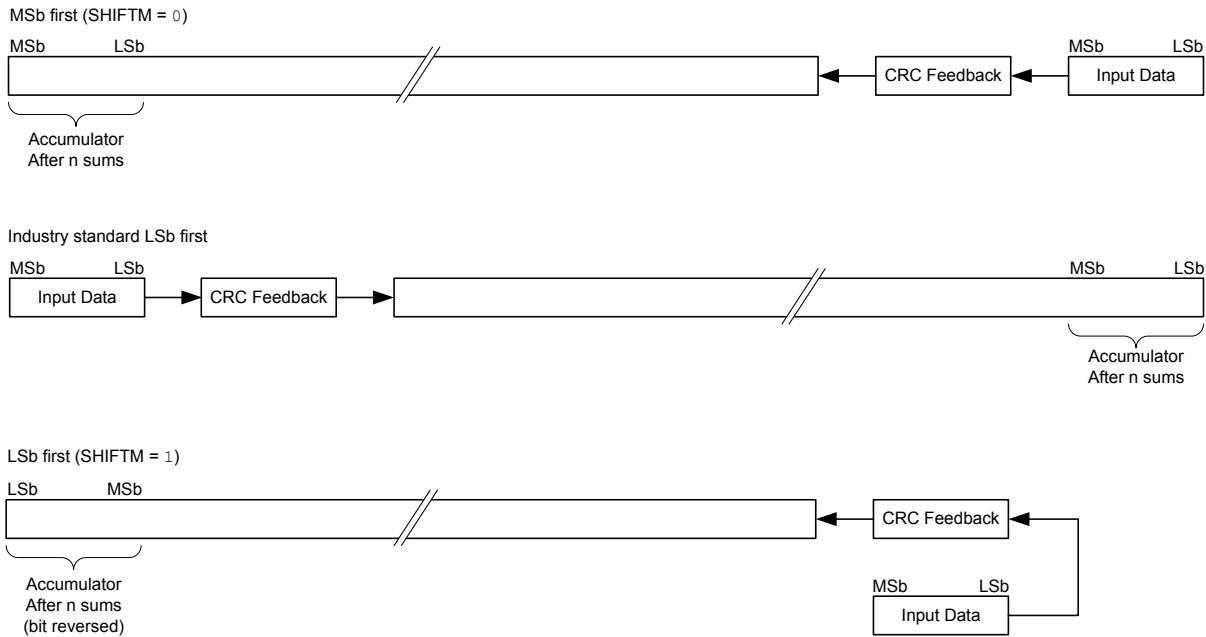 MSb first (SHIFTM = 0)
MSb LSb MSb LSb
CRC Feedback Input Data
Accumulator
After n sums
Industry standard LSb first
MSb LSb MSb LSb
Input Data CRC Feedback
Accumulator
After n sums
LSb first (SHIFTM = 1)
LSb MSb
CRC Feedback
Accumulator
After n sums
(bit reversed)
MSb LSb
Input Data